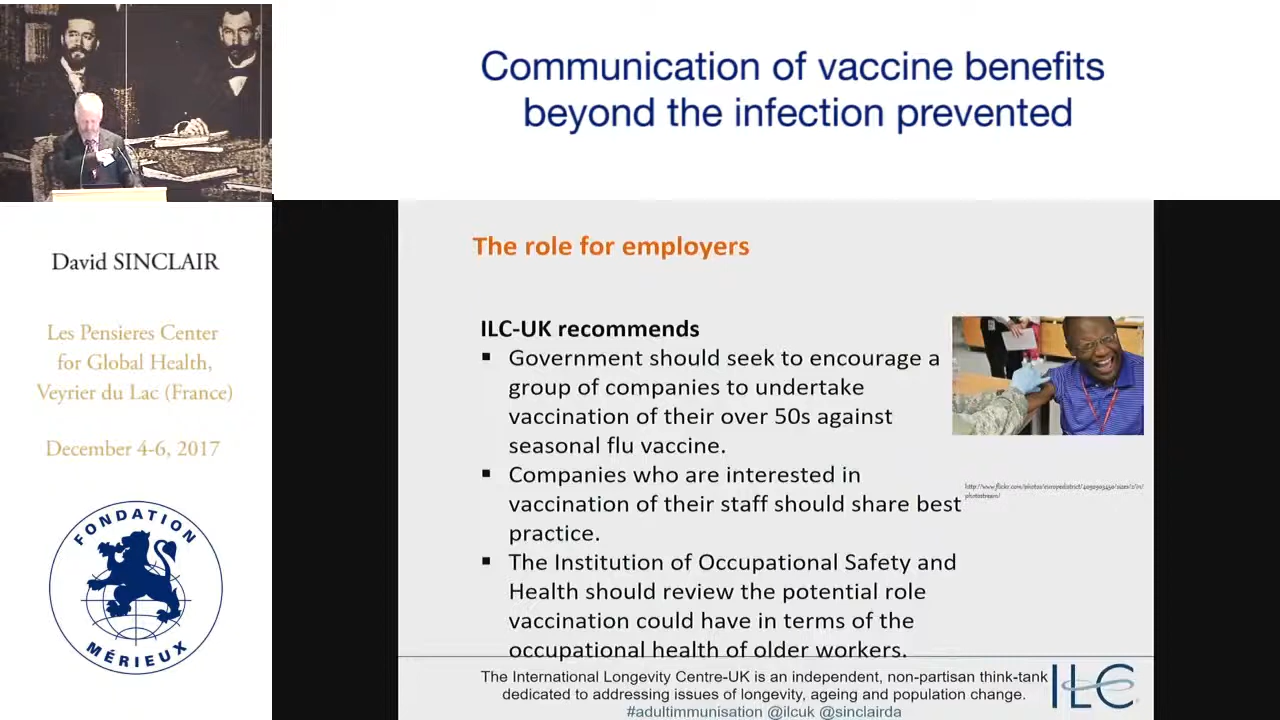 Communication of vaccine benefits
beyond the infection prevented
David SINCLAIR
Les Pensieres Center
for Global Health,
Veyrier du Lac (France)
December 4-6, 2017
FONDATION
MÉRIEUX
The role for employers
ILC-UK recommends
▪ Government should seek to encourage a
group of companies to undertake
vaccination of their over 50s against
seasonal flu vaccine.
▪ Companies who are interested in
vaccination of their staff should share best
practice.
▪ The Institution of Occupational Safety and
Health should review the potential role
vaccination could have in terms of the
occupational health of older workers.
photostream/
The International Longevity Centre-UK is an independent, non-partisan think-tank
dedicated to addressing issues of longevity, ageing and population change.
#adultimmunisation @ilcuk @sinclairda
ILC